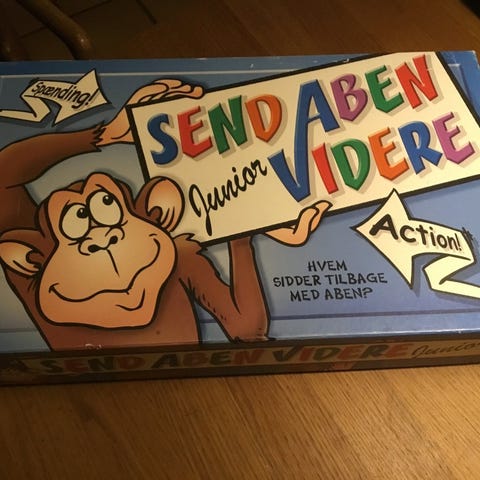 Spænding!
SEND ABEN
Junior VIDERE
Action!
HVEM
SIDDER TILBAGE
MED ABEN?
SEND ABEN VIDERE Junior